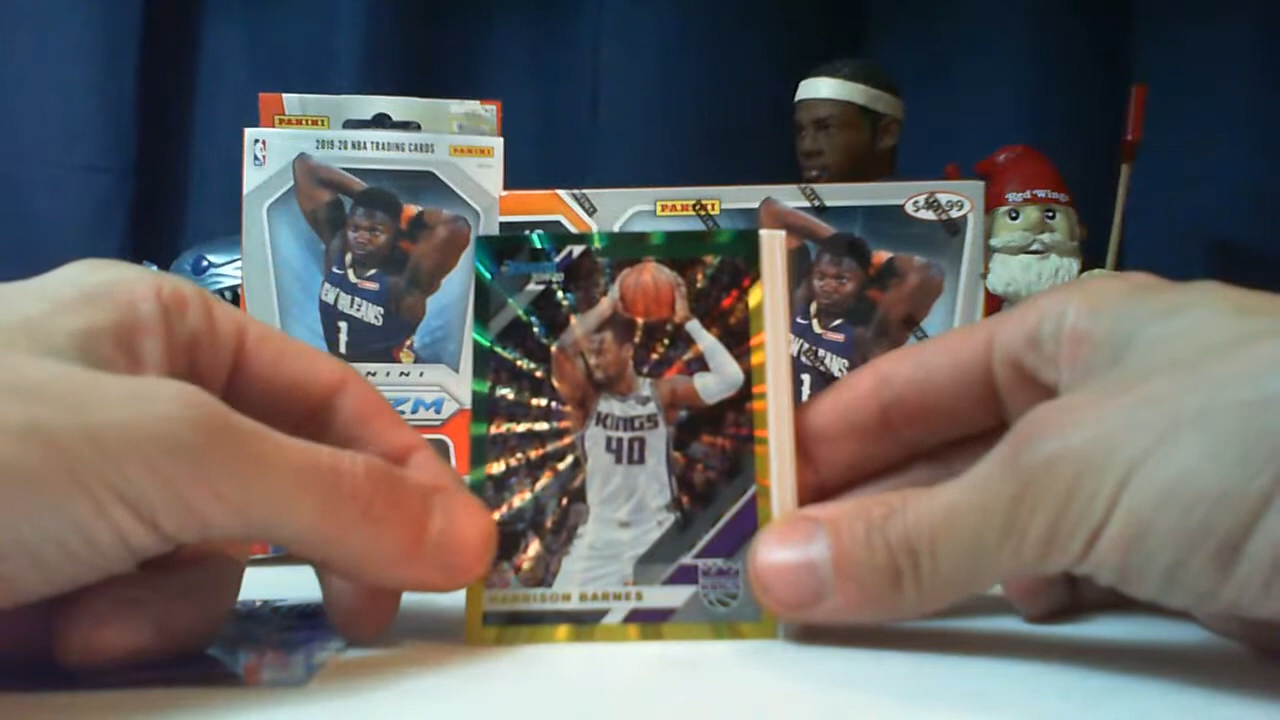 PANINI
2019-20 NBA TRADING CARDS
PANINI
NEW ORLEANS
1
PANINI
$49.99
Red Wings
NEW ORLEANS
1
KINGS
40
HARRISON BARNES
KINGS